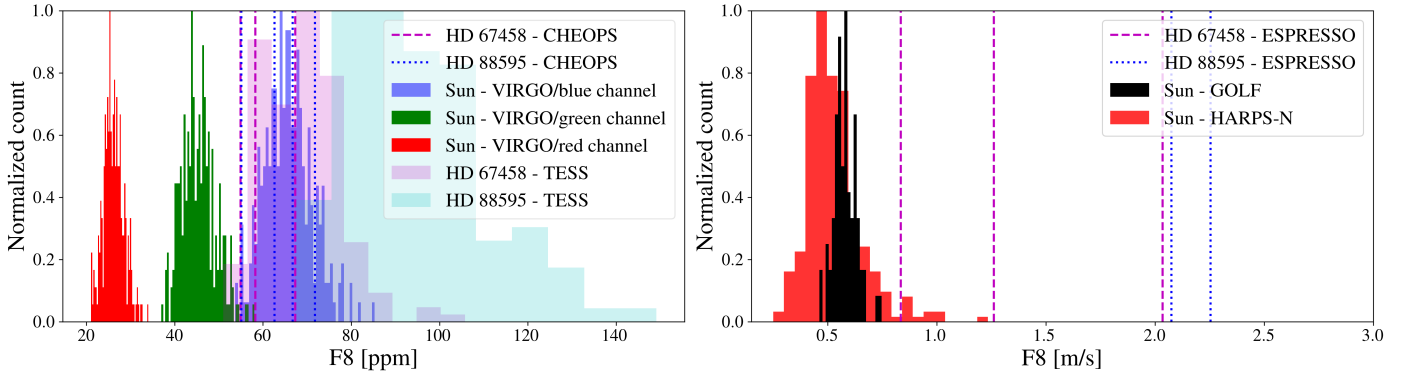 1.0
0.8
0.6
0.4
0.2
0.0
Normalized count
20 40 60 80 100 120 140
F8 [ppm]
HD 67458 - CHEOPS
HD 88595 - CHEOPS
Sun - VIRGO/blue channel
Sun - VIRGO/green channel
Sun - VIRGO/red channel
HD 67458 - TESS
HD 88595 - TESS
1.0
0.8
0.6
0.4
0.2
0.0
Normalized count
0.5 1.0 1.5 2.0 2.5 3.0
F8 [m/s]
HD 67458 - ESPRESSO
HD 88595 - ESPRESSO
Sun - GOLF
Sun - HARPS-N